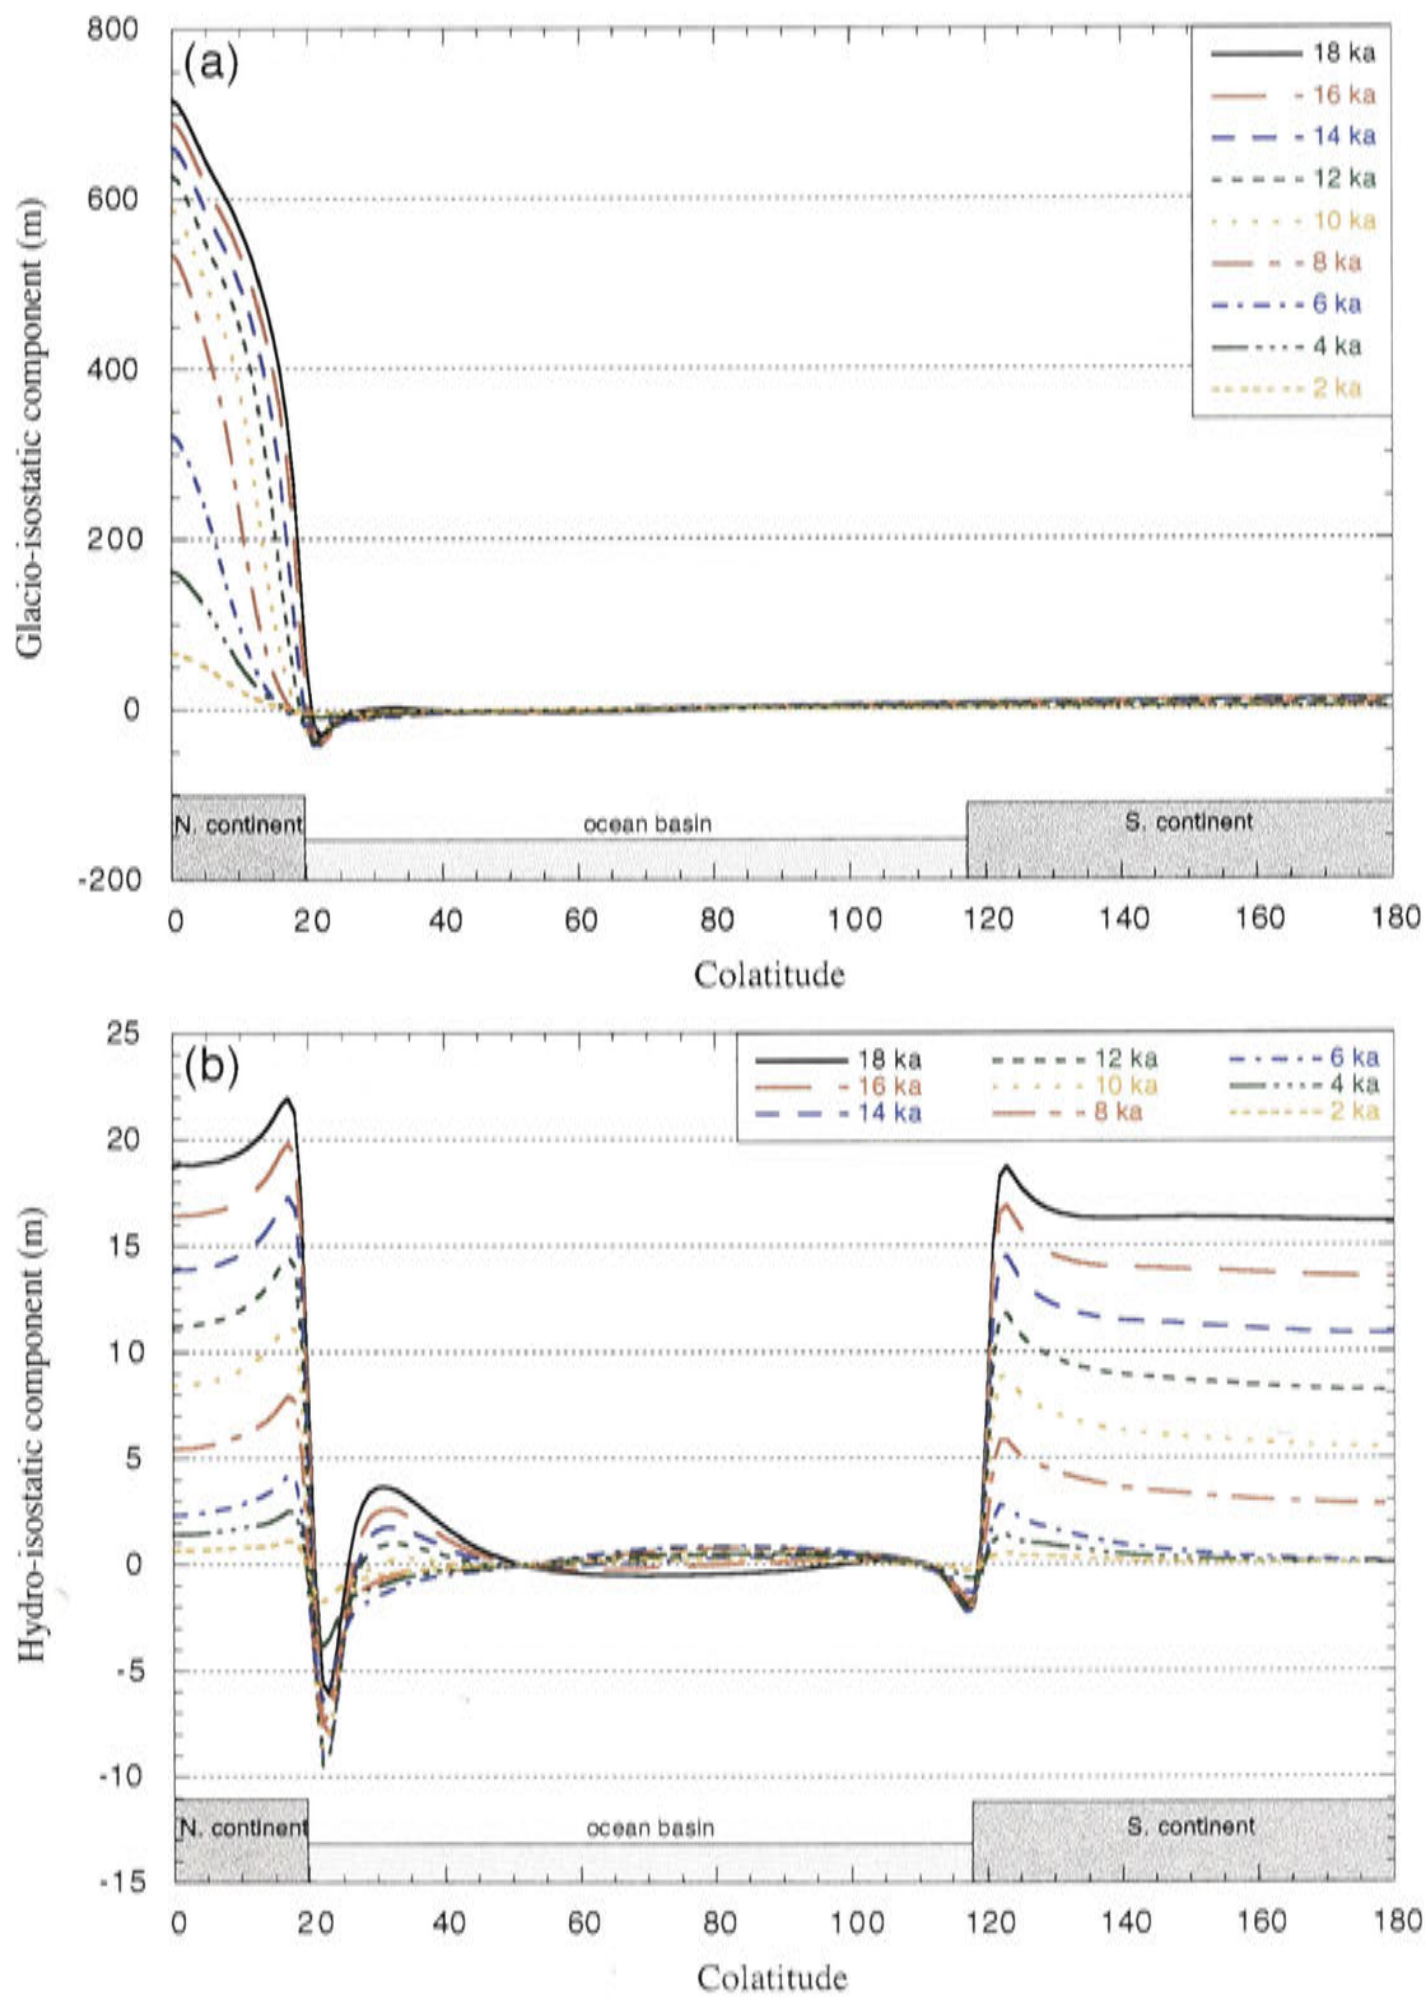 (a)
800
600
400
200
0
-200
Glacio-isostatic component (m)
18 ka
16 ka
14 ka
12 ka
10 ka
8 ka
6 ka
4 ka
2 ka
N. continent
ocean basin
S. continent
0 20 40 60 80 100 120 140 160 180
Colatitude
(b)
25
20
15
10
5
0
-5
-10
-15
Hydro-isostatic component (m)
18 ka 12 ka 6 ka
16 ka 10 ka 4 ka
14 ka 8 ka 2 ka
N. continent
ocean basin
S. continent
0 20 40 60 80 100 120 140 160 180
Colatitude